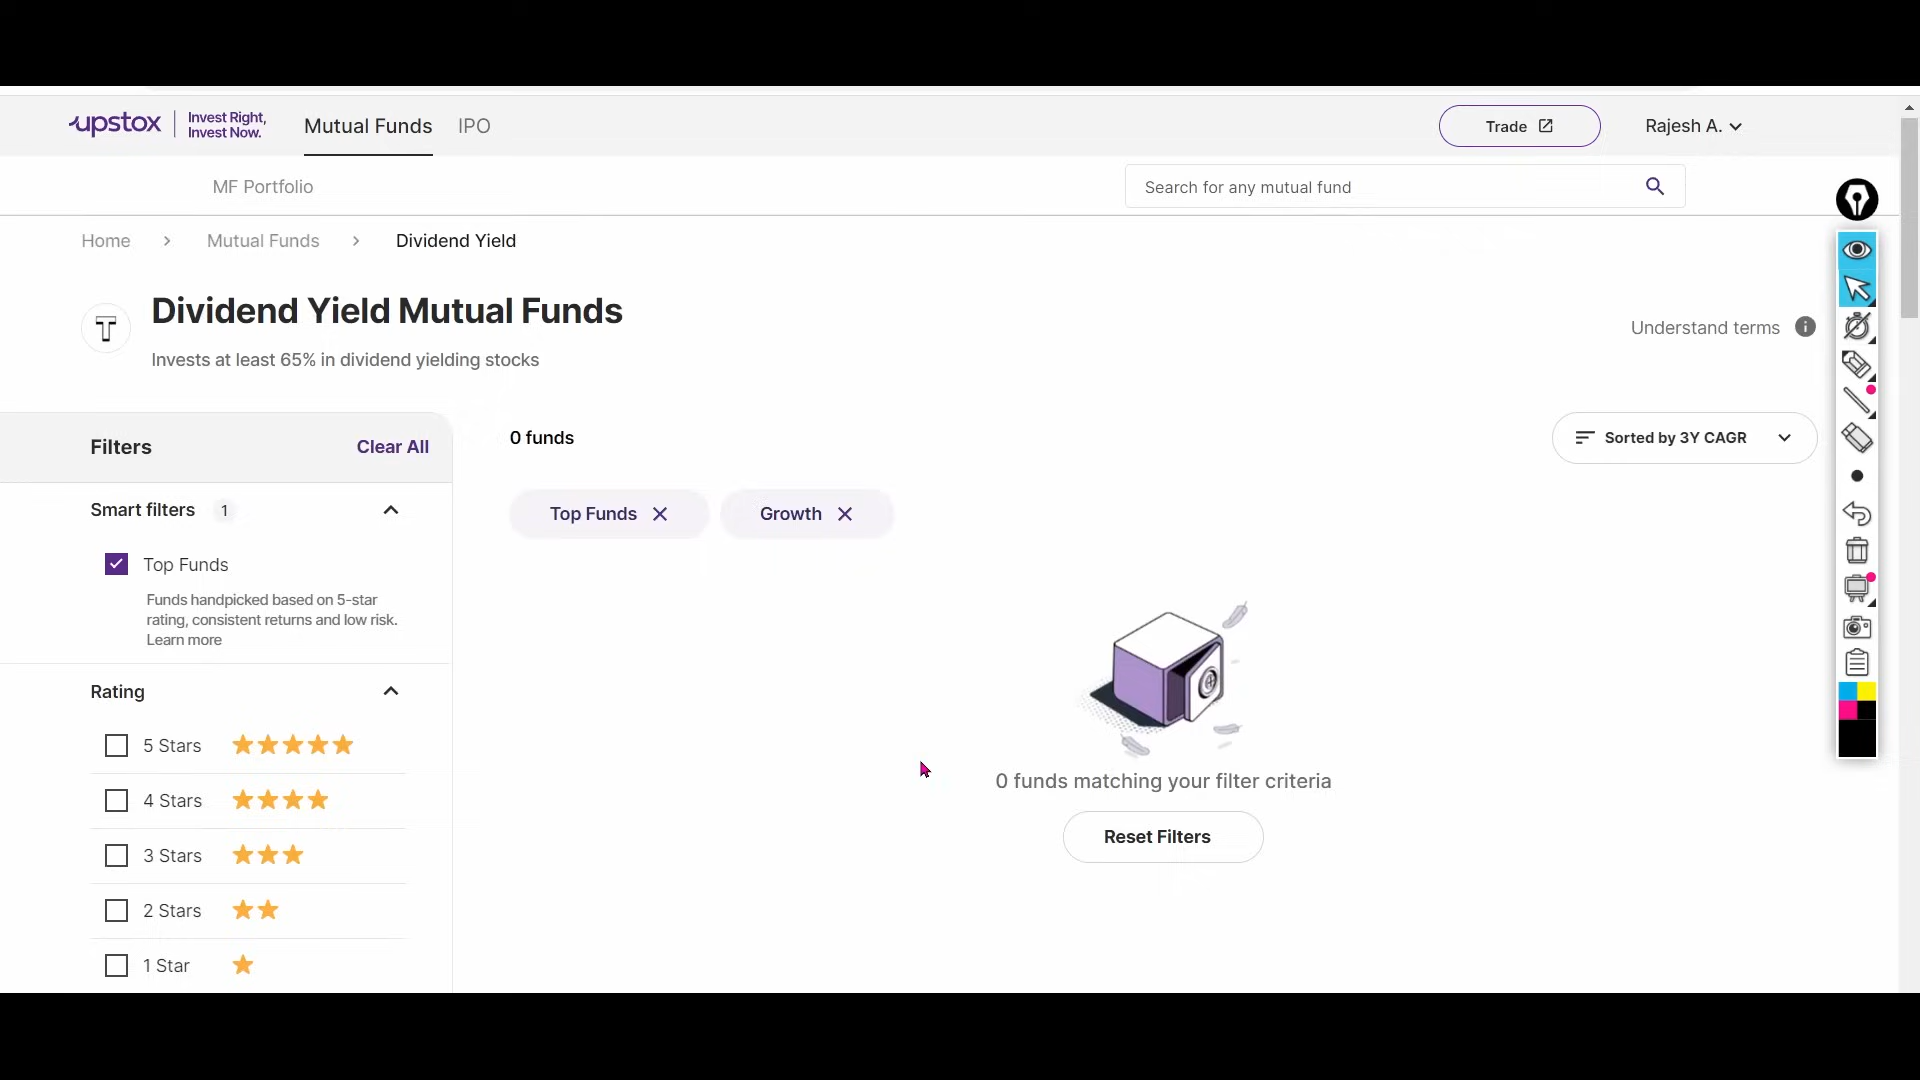 upstox
Invest Right,
Invest Now.
Mutual Funds
IPO
Trade
Rajesh A.
MF Portfolio
Search for any mutual fund
Home > Mutual Funds > Dividend Yield
T
Dividend Yield Mutual Funds
Invests at least 65% in dividend yielding stocks
Understand terms
Filters
Clear All
0 funds
Sorted by 3Y CAGR
Smart filters 1
Top Funds
Growth
Top Funds
Funds handpicked based on 5-star
rating, consistent returns and low risk.
Learn more
Rating
5 Stars
4 Stars
3 Stars
2 Stars
1 Star
0 funds matching your filter criteria
Reset Filters